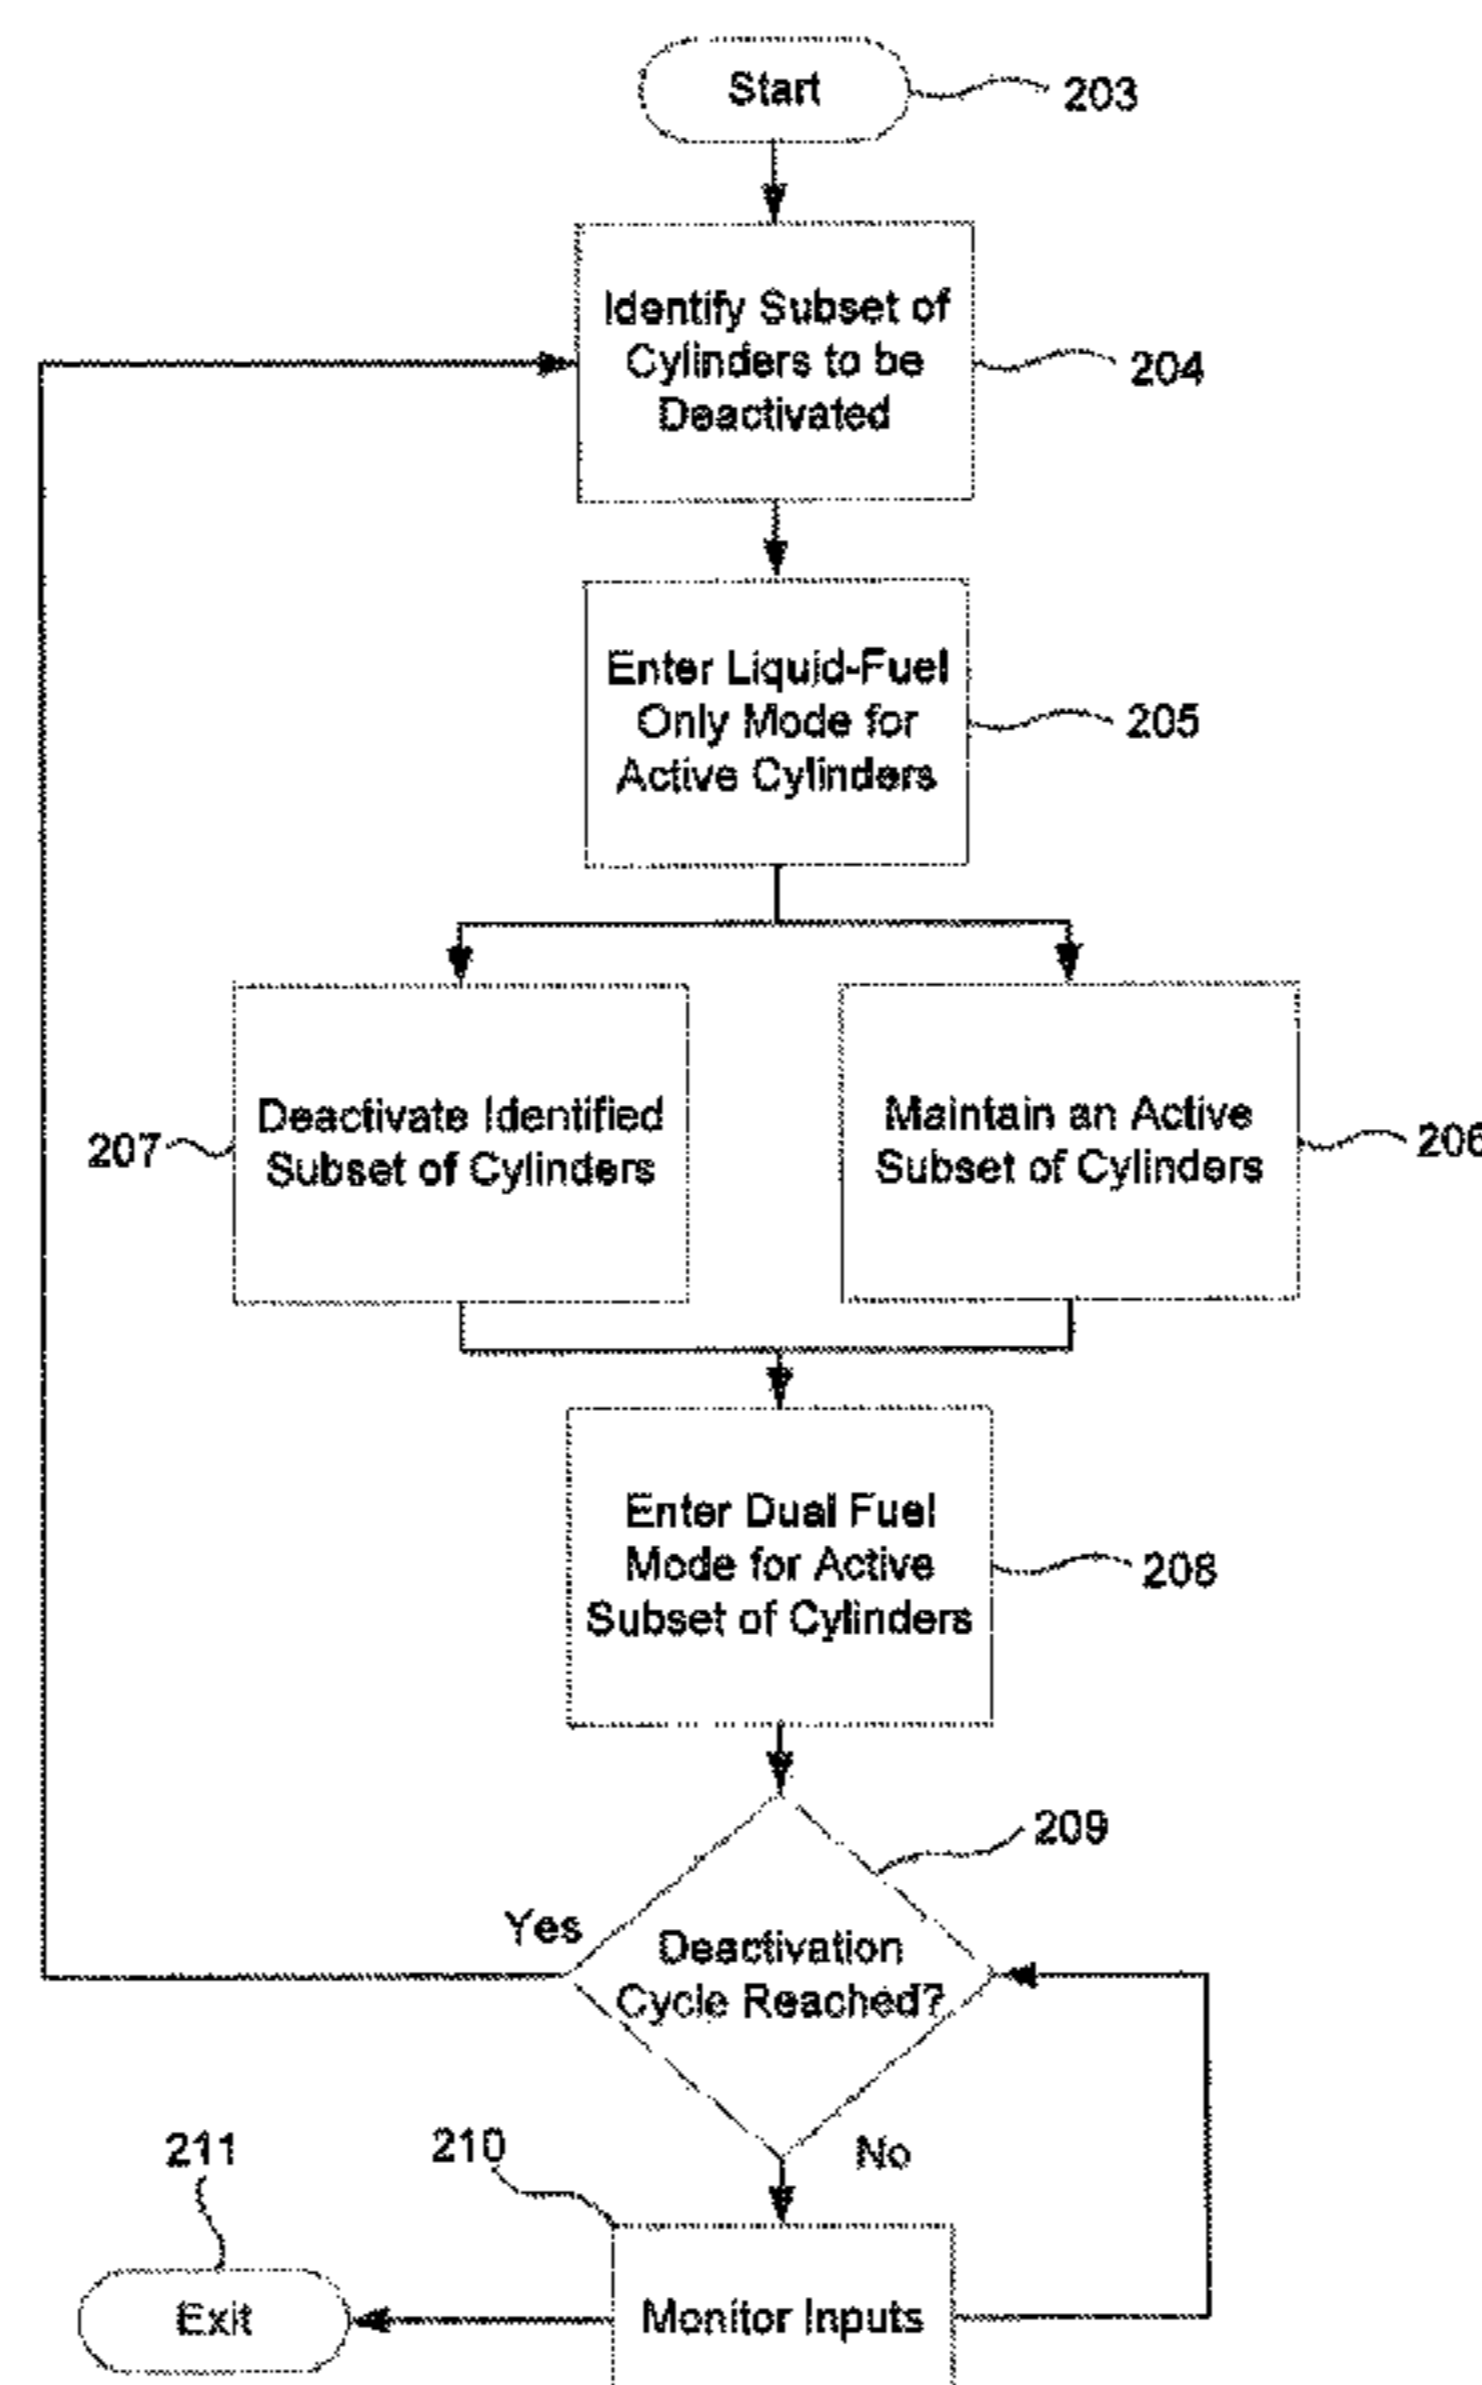 Start
203
Identify Subset of
Cylinders to be
Deactivated
204
Enter Liquid-Fuel
Only Mode for
Active Cylinders
205
Deactivate Identified
Subset of Cylinders
207
Maintain an Active
Subset of Cylinders
206
Enter Dual Fuel
Mode for Active
Subset of Cylinders
208
209
Yes
Deactivation
Cycle Reached?
No
211
210
Exit
Monitor Inputs